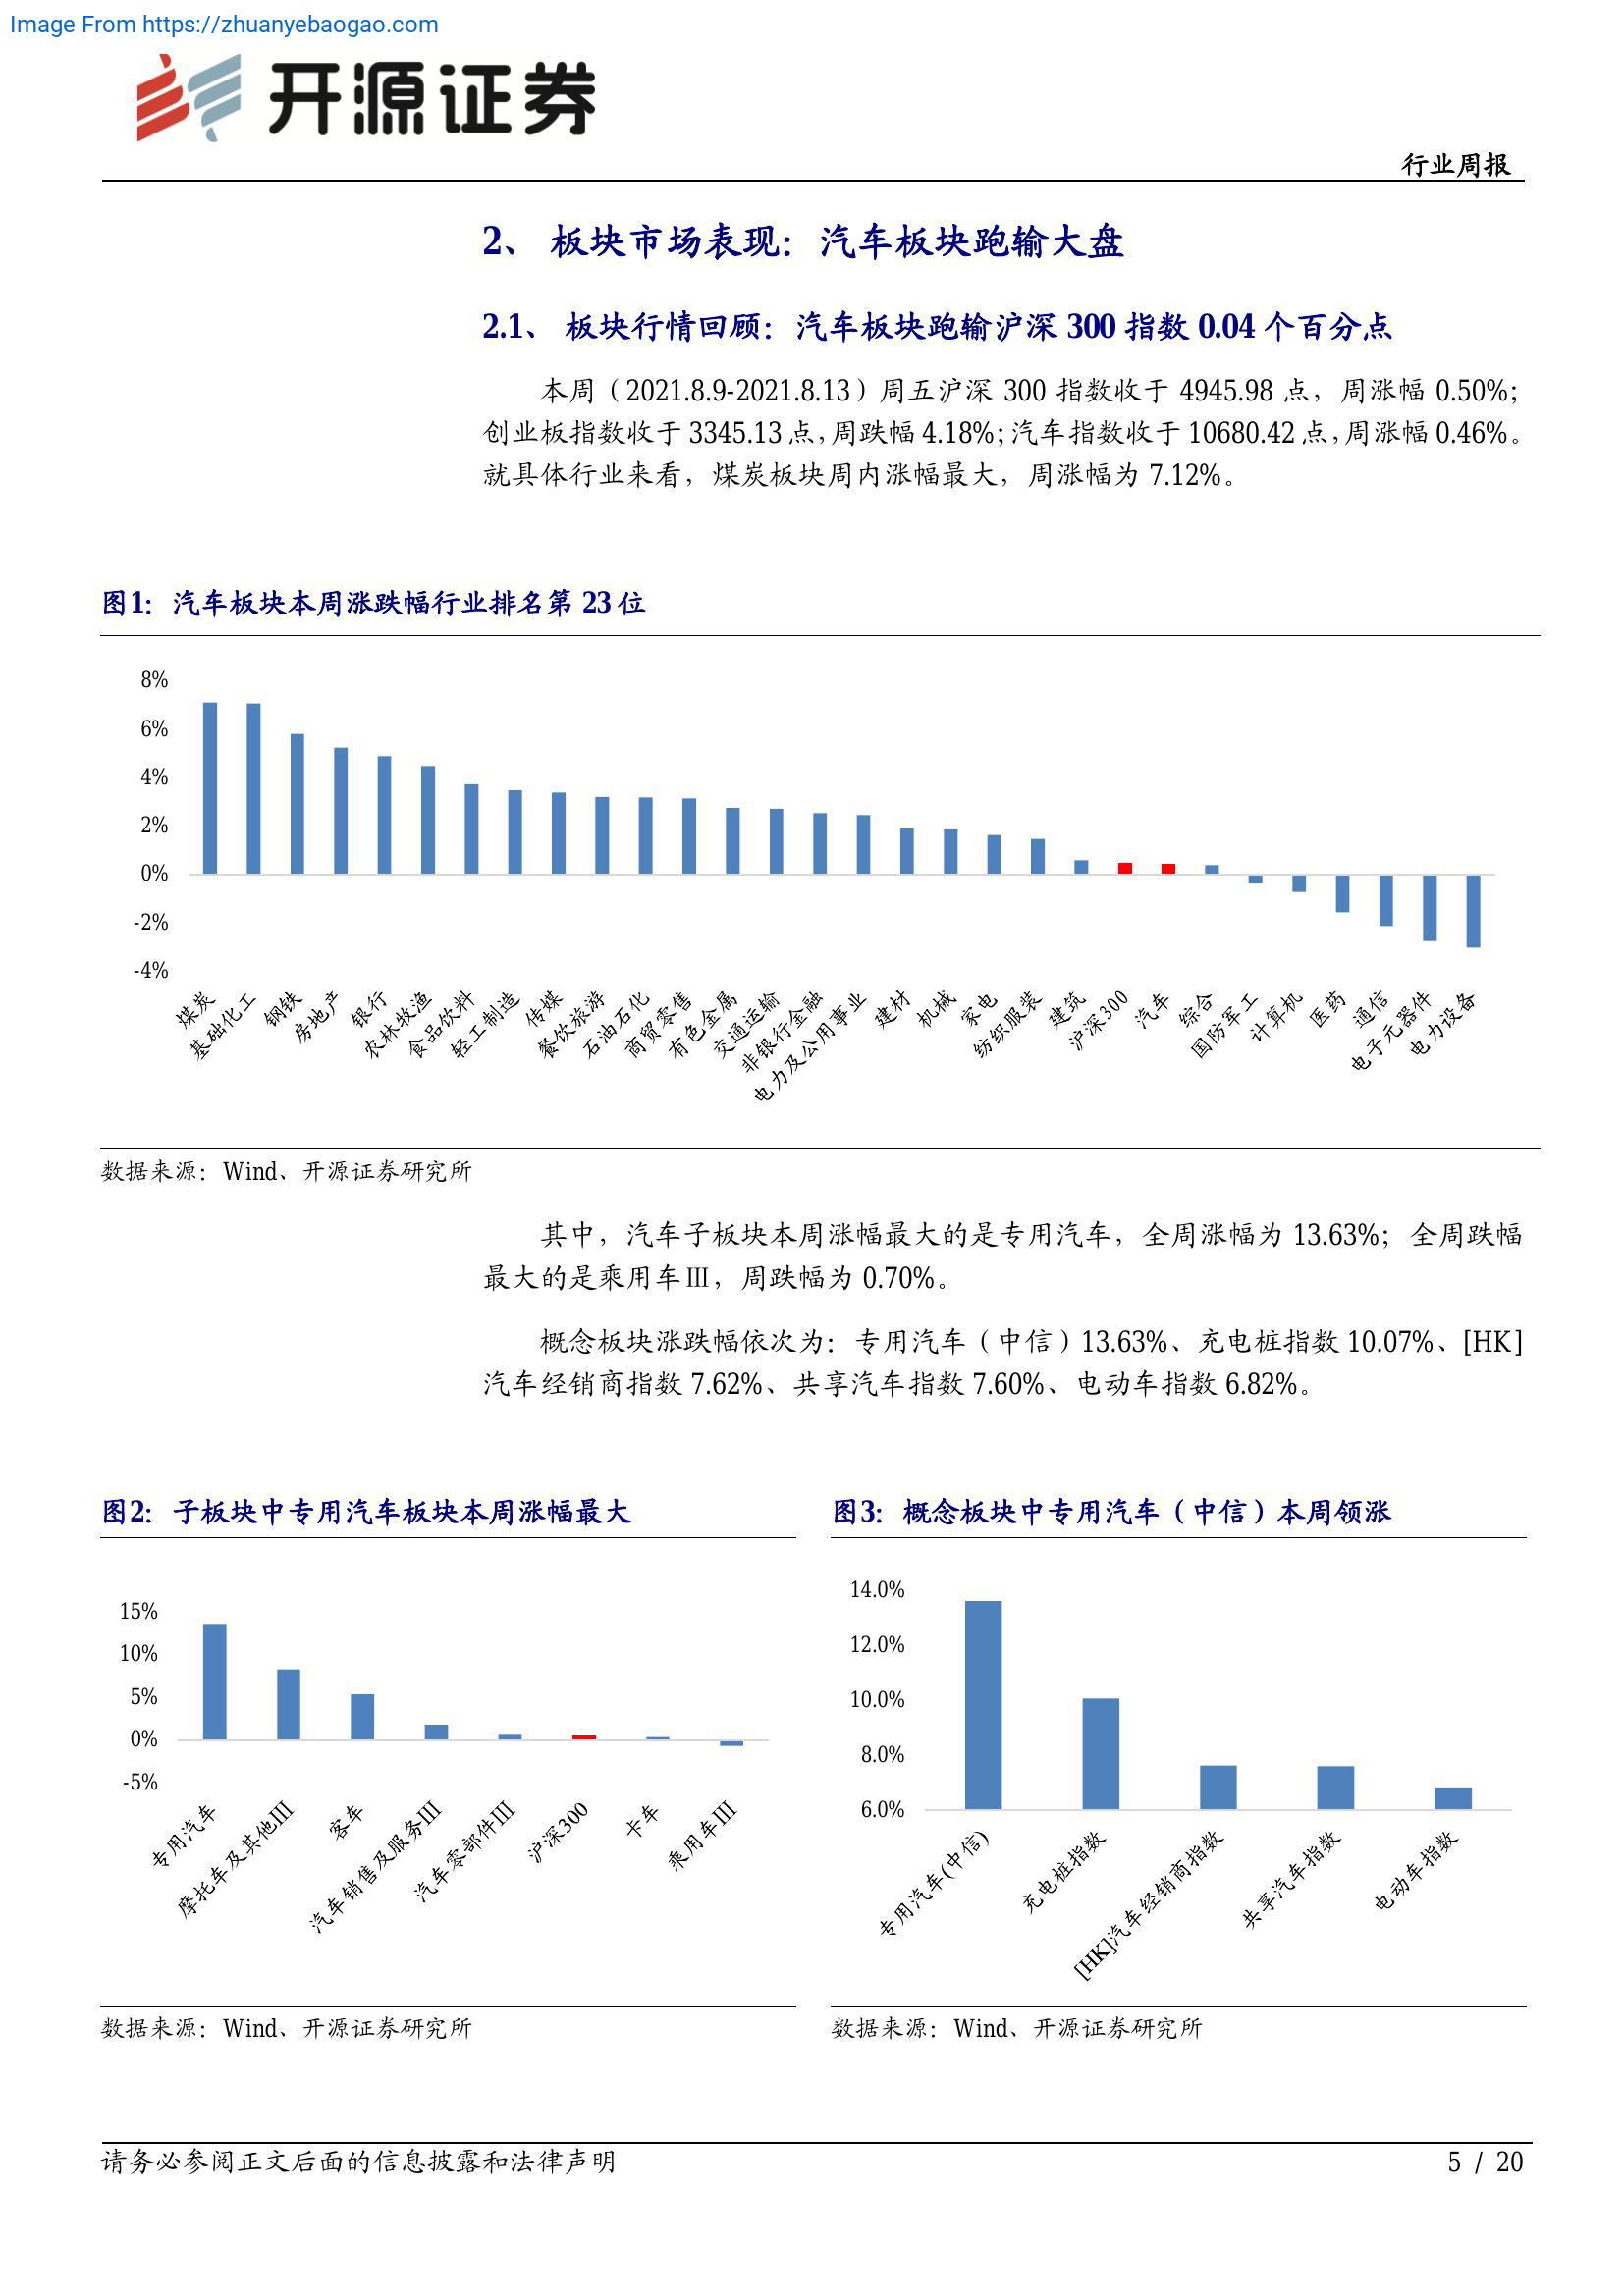 Image From https://zhuanyebaogao.com
开源证券
行业周报
2、 板块市场表现：汽车板块跑输大盘
2.1、 板块行情回顾：汽车板块跑输沪深 300 指数 0.04 个百分点
本周（2021.8.9-2021.8.13）周五沪深 300 指数收于 4945.98 点，周涨幅 0.50%；
创业板指数收于 3345.13 点，周跌幅 4.18%；汽车指数收于 10680.42 点，周涨幅 0.46%。
就具体行业来看，煤炭板块周内涨幅最大，周涨幅为 7.12%。
图1：汽车板块本周涨跌幅行业排名第 23 位
8%
6%
4%
2%
0%
-2%
-4%
煤炭
基础化工
钢铁
房地产
银行
农林牧渔
食品饮料
轻工制造
传媒
餐饮旅游
石油石化
商贸零售
有色金属
交通运输
非银行金融
电力及公用事业
建材
机械
家电
纺织服装
建筑
沪深300
汽车
综合
国防军工
计算机
医药
通信
电子元器件
电力设备
数据来源：Wind、开源证券研究所
其中，汽车子板块本周涨幅最大的是专用汽车，全周涨幅为 13.63%；全周跌幅
最大的是乘用车Ⅲ，周跌幅为 0.70%。
概念板块涨跌幅依次为：专用汽车（中信）13.63%、充电桩指数 10.07%、[HK]
汽车经销商指数 7.62%、共享汽车指数 7.60%、电动车指数 6.82%。
图2：子板块中专用汽车板块本周涨幅最大
15%
10%
5%
0%
-5%
专用汽车
摩托车及其他III
客车
汽车销售及服务III
汽车零部件III
沪深300
卡车
乘用车III
数据来源：Wind、开源证券研究所
图3：概念板块中专用汽车（中信）本周领涨
14.0%
12.0%
10.0%
8.0%
6.0%
专用汽车(中信)
充电桩指数
[HK]汽车经销商指数
共享汽车指数
电动车指数
数据来源：Wind、开源证券研究所
请务必参阅正文后面的信息披露和法律声明
5 / 20